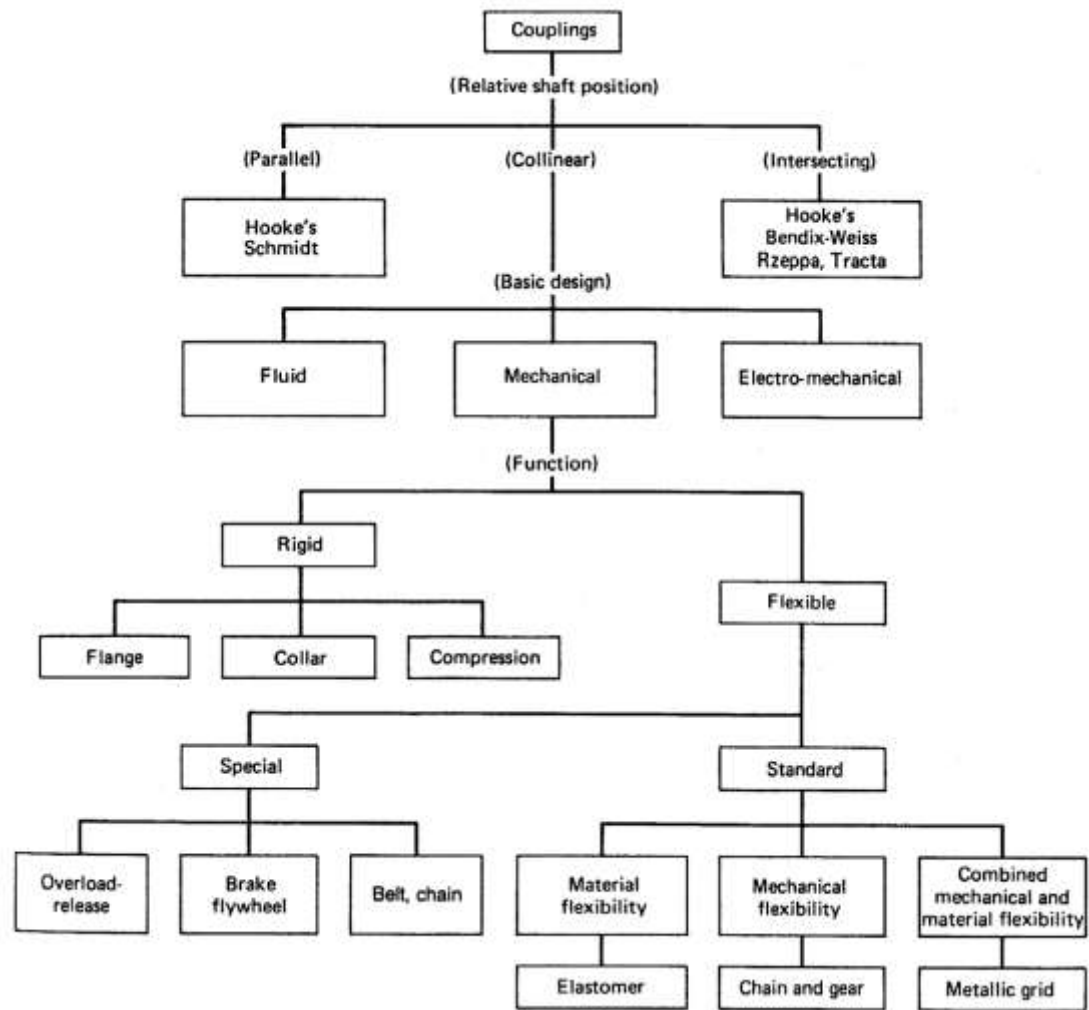 Couplings
(Relative shaft position)
(Parallel)
(Collinear)
(Intersecting)
Hooke's
Schmidt
Hooke's
Bendix-Weiss
Rzeppa, Tracta
(Basic design)
Fluid
Mechanical
Electro-mechanical
(Function)
Rigid
Flexible
Flange
Collar
Compression
Special
Standard
Overload-
release
Brake
flywheel
Belt, chain
Material
flexibility
Mechanical
flexibility
Combined
mechanical and
material flexibility
Elastomer
Chain and gear
Metallic grid